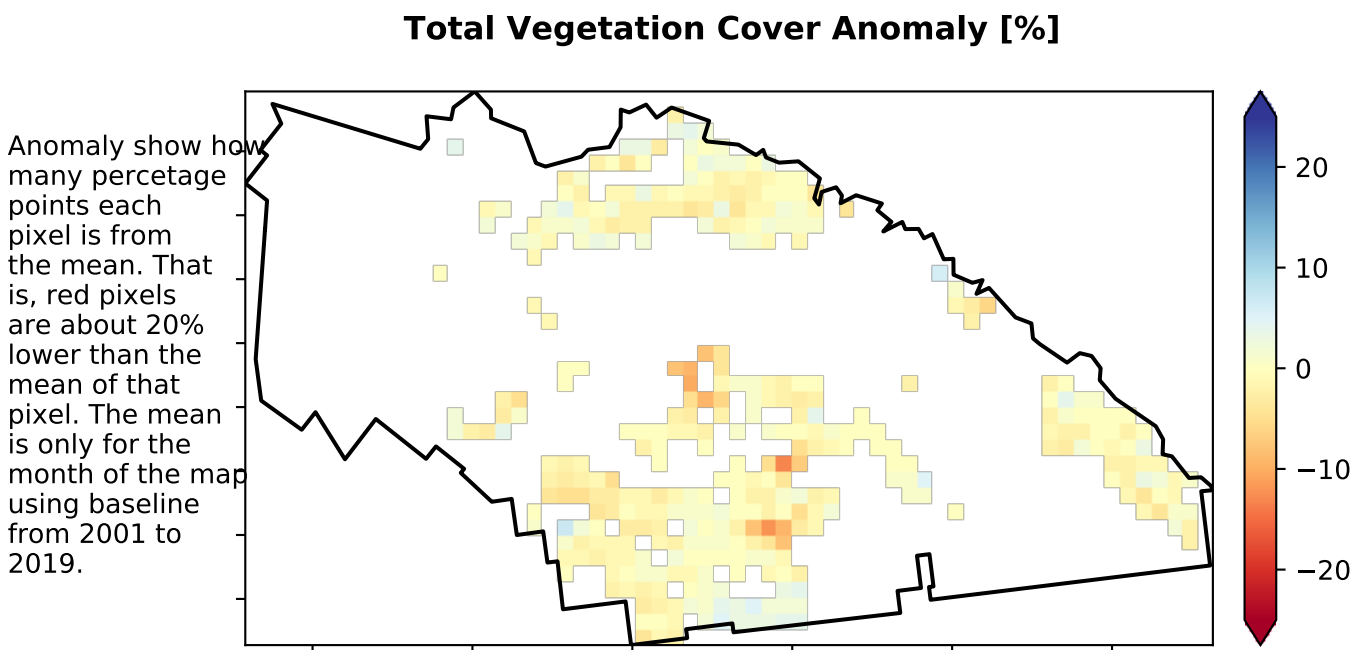 Total Vegetation Cover Anomaly [%]
Anomaly show how
many percetage
points each
pixel is from
the mean. That
is, red pixels
are about 20%
lower than the
mean of that
pixel. The mean
is only for the
month of the map
using baseline
from 2001 to
2019.
20
10
0
−10
−20